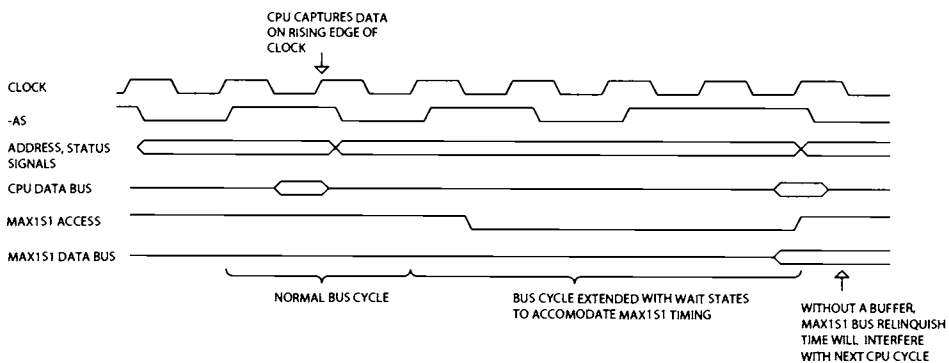 CPU CAPTURES DATA
ON RISING EDGE OF
CLOCK
CLOCK
-AS
ADDRESS, STATUS
SIGNALS
CPU DATA BUS
MAX1S1 ACCESS
MAX1S1 DATA BUS
NORMAL BUS CYCLE
BUS CYCLE EXTENDED WITH WAIT STATES
TO ACCOMODATE MAX1S1 TIMING
WITHOUT A BUFFER,
MAX1S1 BUS RELINQUISH
TIME WILL INTERFERE
WITH NEXT CPU CYCLE